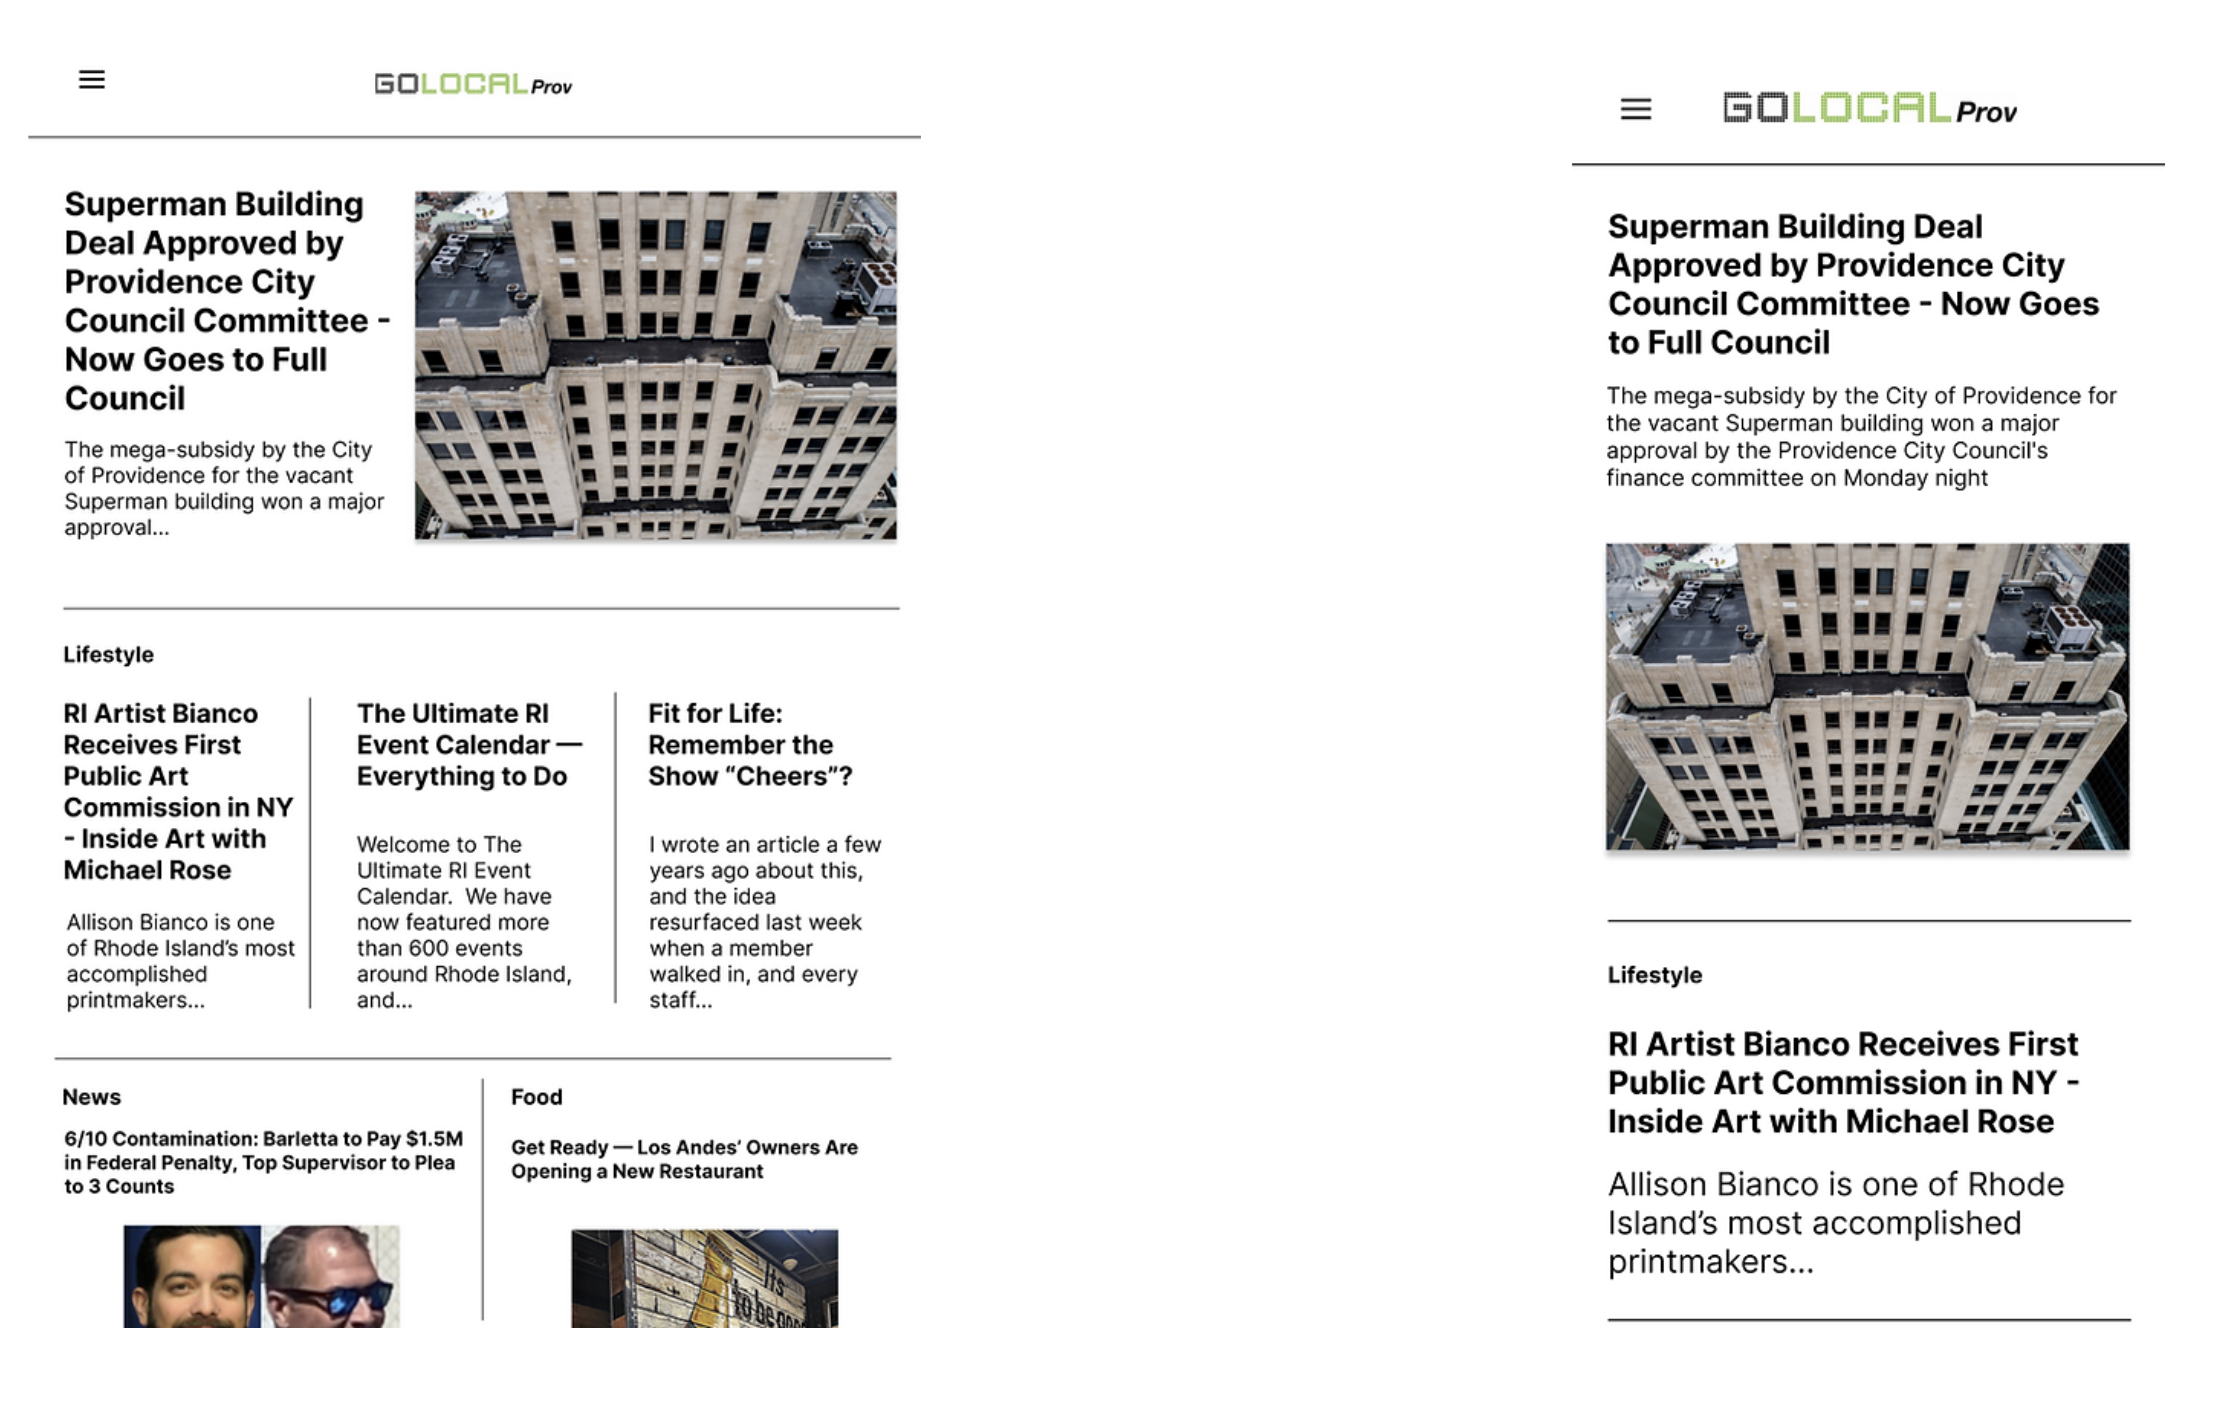 GOLOCAL Prov
Superman Building
Deal Approved by
Providence City
Council Committee -
Now Goes to Full
Council
The mega-subsidy by the City
of Providence for the vacant
Superman building won a major
approval...
Lifestyle
RI Artist Bianco
Receives First
Public Art
Commission in NY
- Inside Art with
Michael Rose
Allison Bianco is one
of Rhode Island’s most
accomplished
printmakers...
The Ultimate RI
Event Calendar —
Everything to Do
Welcome to The
Ultimate RI Event
Calendar.  We have
now featured more
than 600 events
around Rhode Island,
and...
Fit for Life:
Remember the
Show “Cheers”?
I wrote an article a few
years ago about this,
and the idea
resurfaced last week
when a member
walked in, and every
staff...
News
6/10 Contamination: Barletta to Pay $1.5M
in Federal Penalty, Top Supervisor to Plea
to 3 Counts
Food
Get Ready — Los Andes’ Owners Are
Opening a New Restaurant
Its
to be good
GOLOCAL Prov
Superman Building Deal
Approved by Providence City
Council Committee - Now Goes
to Full Council
The mega-subsidy by the City of Providence for
the vacant Superman building won a major
approval by the Providence City Council's
finance committee on Monday night
Lifestyle
RI Artist Bianco Receives First
Public Art Commission in NY -
Inside Art with Michael Rose
Allison Bianco is one of Rhode
Island’s most accomplished
printmakers...